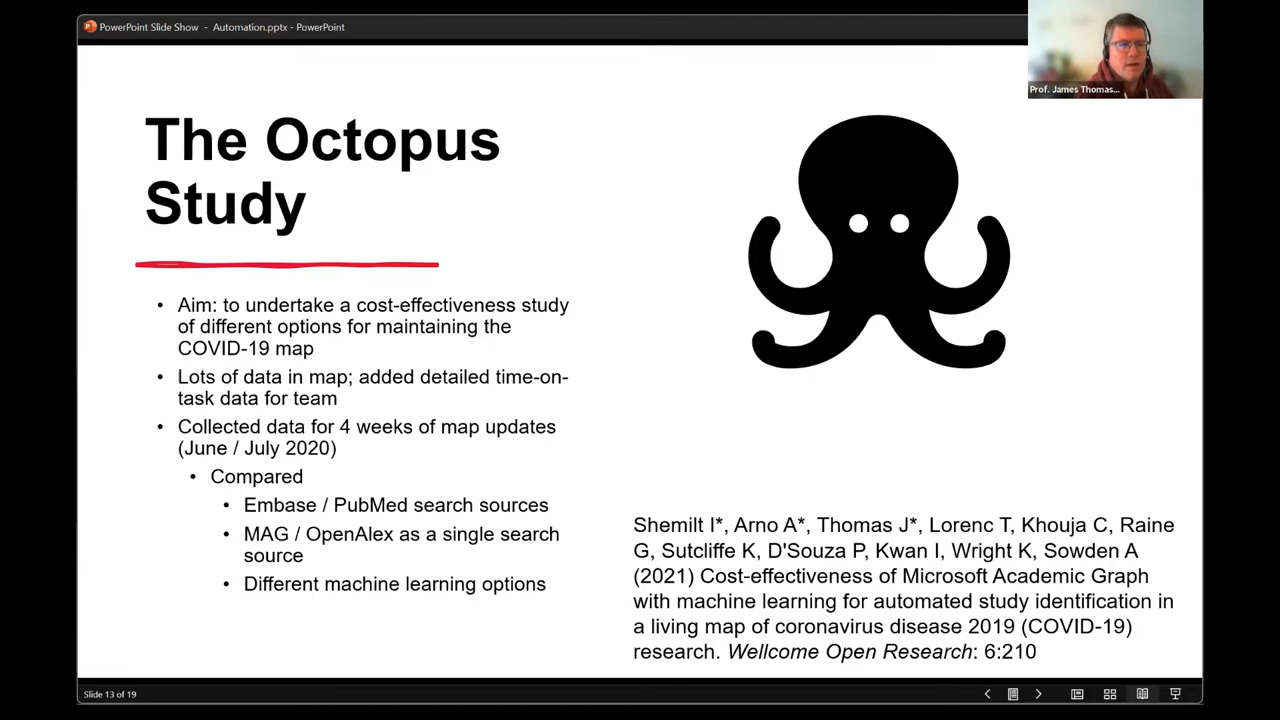 PowerPoint Slide Show - Automation.pptx - PowerPoint
Prof. James Thomas...
The Octopus
Study
• Aim: to undertake a cost-effectiveness study
of different options for maintaining the
COVID-19 map
• Lots of data in map; added detailed time-on-
task data for team
• Collected data for 4 weeks of map updates
(June / July 2020)
• Compared
• Embase / PubMed search sources
• MAG / OpenAlex as a single search
source
• Different machine learning options
Shemilt I*, Arno A*, Thomas J*, Lorenc T, Khouja C, Raine
G, Sutcliffe K, D'Souza P, Kwan I, Wright K, Sowden A
(2021) Cost-effectiveness of Microsoft Academic Graph
with machine learning for automated study identification in
a living map of coronavirus disease 2019 (COVID-19)
research. Wellcome Open Research: 6:210
Slide 13 of 19